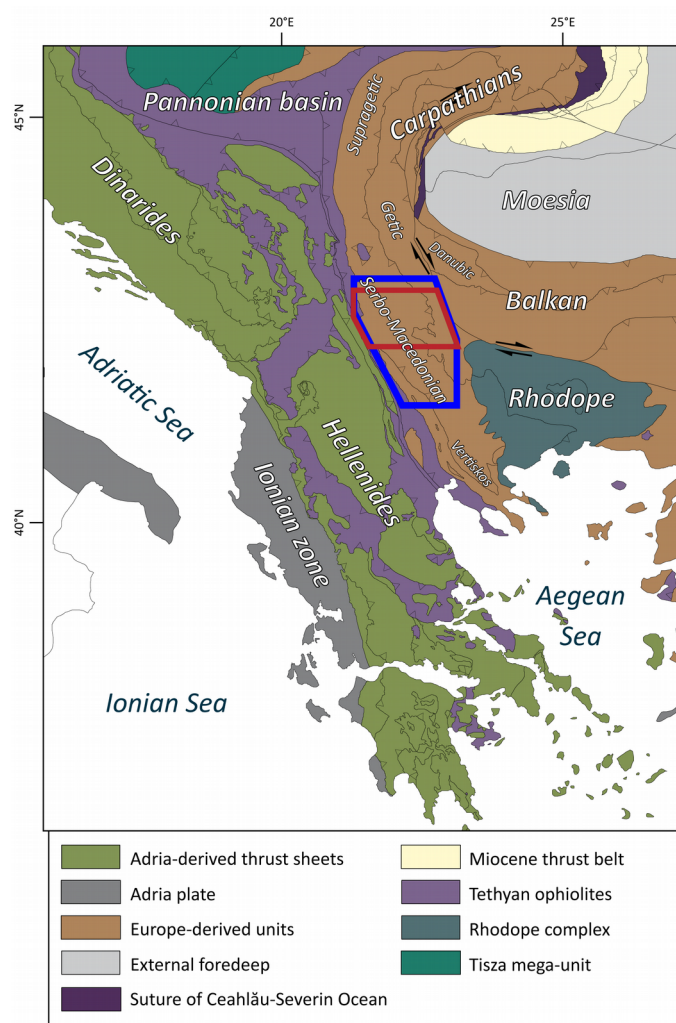 20°E
25°E
45°N
40°N
Pannonian basin
Supragetic
Carpathians
Dinarides
Moesia
Getic
Danubic
Serbo-Macedonian
Balkan
Adriatic Sea
Rhodope
Hellenides
Vertiskos
Ionian zone
Aegean
Sea
Ionian Sea
Adria-derived thrust sheets
Adria plate
Europe-derived units
External foredeep
Suture of Ceahlău-Severin Ocean
Miocene thrust belt
Tethyan ophiolites
Rhodope complex
Tisza mega-unit